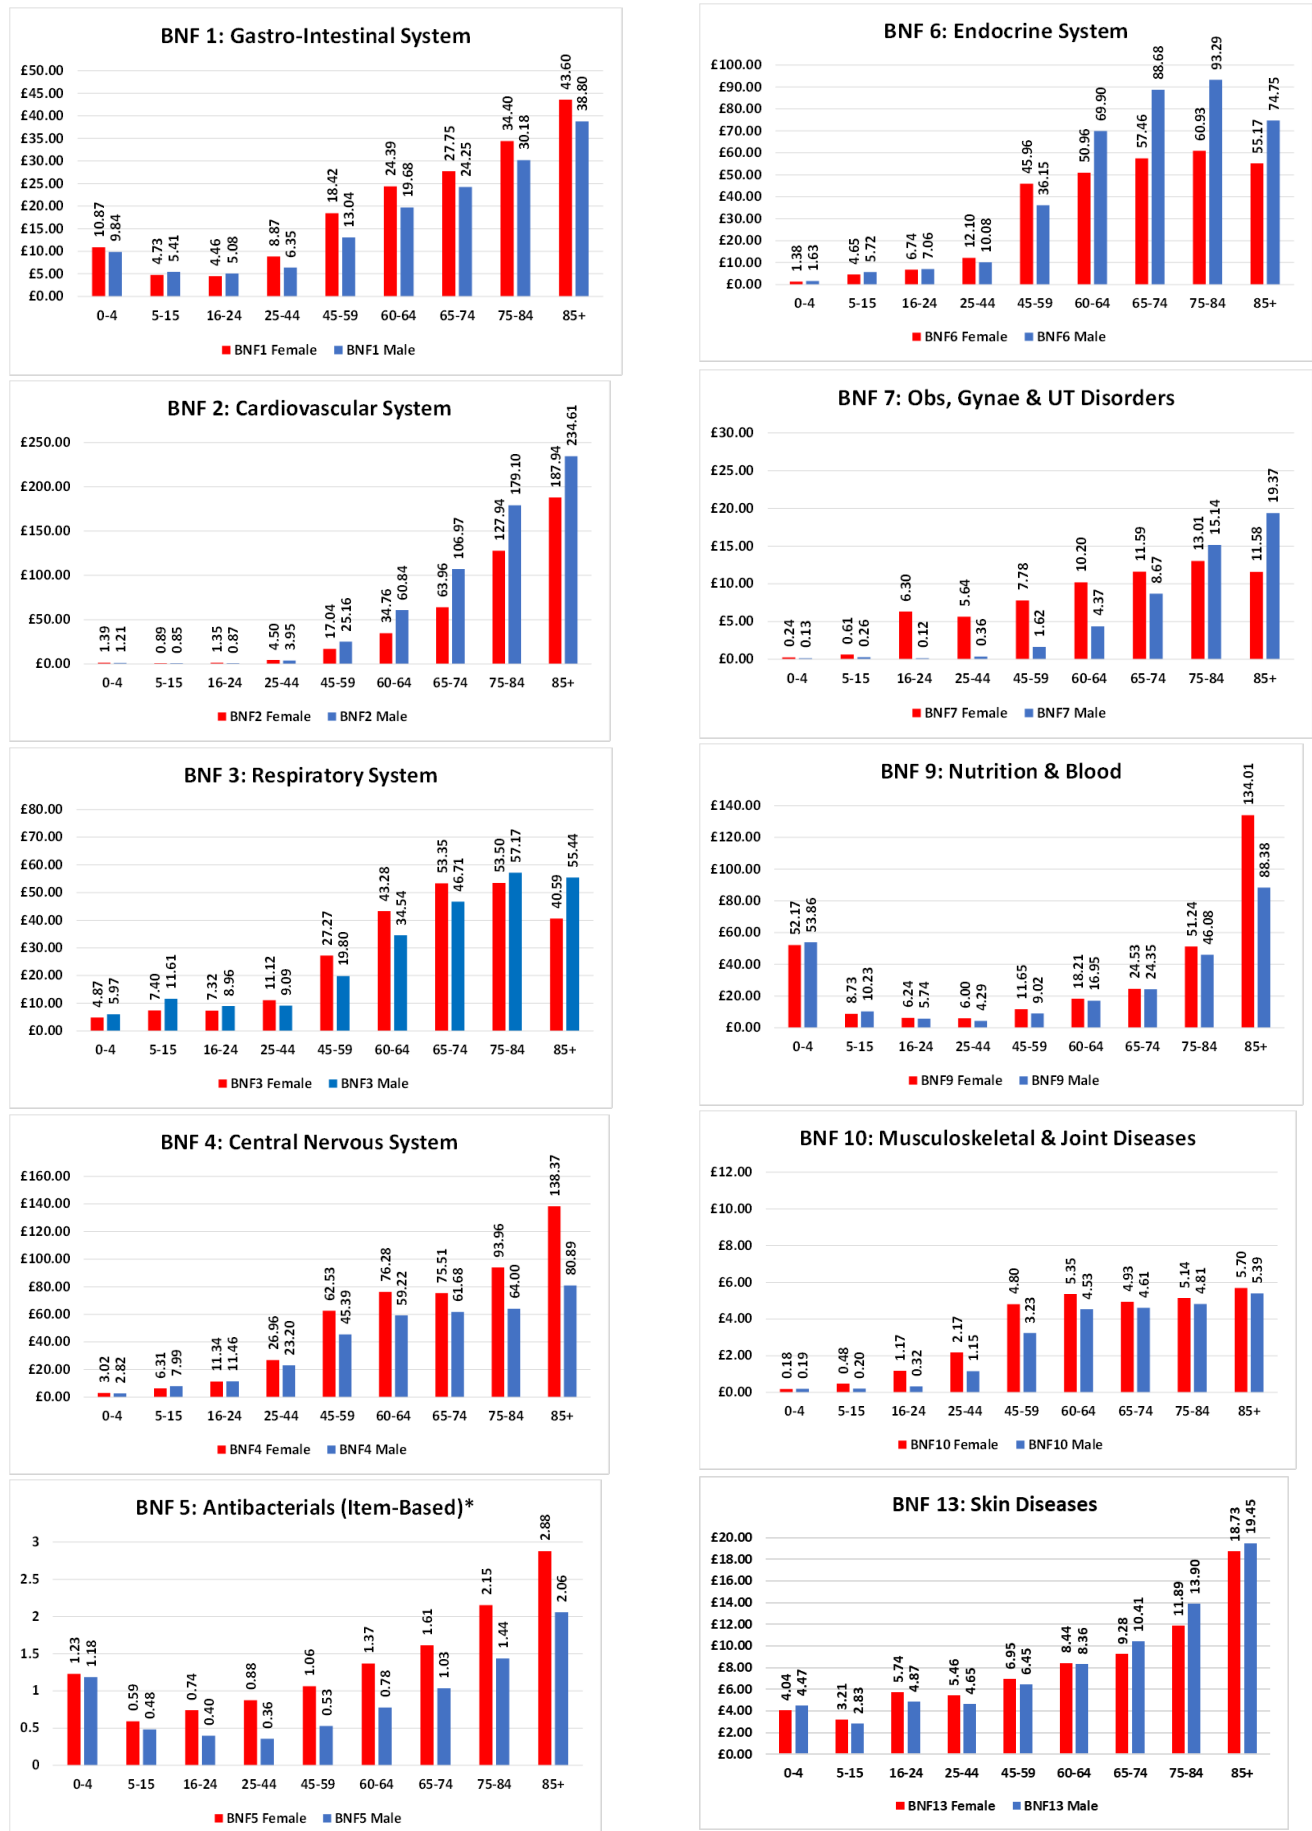 BNF 1: Gastro-Intestinal System
£50.00
£45.00
£40.00
£35.00
£30.00
£25.00
£20.00
£15.00
£10.00
£5.00
£0.00
10.87 9.84 4.73 5.41 4.46 5.08 8.87 6.35 18.42 13.04 24.39 19.68 27.75 24.25 34.40 30.18 43.60 38.80
0-4 5-15 16-24 25-44 45-59 60-64 65-74 75-84 85+
BNF1 Female BNF1 Male
BNF 2: Cardiovascular System
£250.00
£200.00
£150.00
£100.00
£50.00
£0.00
1.39 1.21 0.89 0.85 1.35 0.87 4.50 3.95 17.04 25.16 34.76 60.84 63.96 106.97 127.94 179.10 187.94 234.61
0-4 5-15 16-24 25-44 45-59 60-64 65-74 75-84 85+
BNF2 Female BNF2 Male
BNF 3: Respiratory System
£80.00
£70.00
£60.00
£50.00
£40.00
£30.00
£20.00
£10.00
£0.00
4.87 5.97 7.40 11.61 7.32 8.96 11.12 9.09 27.27 19.80 43.28 34.54 53.35 46.71 53.50 57.17 40.59 55.44
0-4 5-15 16-24 25-44 45-59 60-64 65-74 75-84 85+
BNF3 Female BNF3 Male
BNF 4: Central Nervous System
£160.00
£140.00
£120.00
£100.00
£80.00
£60.00
£40.00
£20.00
£0.00
3.02 2.82 6.31 7.99 11.34 11.46 26.96 23.20 62.53 45.39 76.28 59.22 75.51 61.68 93.96 64.00 138.37 80.89
0-4 5-15 16-24 25-44 45-59 60-64 65-74 75-84 85+
BNF4 Female BNF4 Male
BNF 5: Antibacterials (Item-Based)*
3
2.5
2
1.5
1
0.5
0
1.23 1.18 0.59 0.48 0.74 0.40 0.88 0.36 1.06 0.53 1.37 0.78 1.61 1.03 2.15 1.44 2.88 2.06
0-4 5-15 16-24 25-44 45-59 60-64 65-74 75-84 85+
BNF5 Female BNF5 Male
BNF 6: Endocrine System
£100.00
£90.00
£80.00
£70.00
£60.00
£50.00
£40.00
£30.00
£20.00
£10.00
£0.00
1.38 1.63 4.65 5.72 6.74 7.06 12.10 10.08 45.96 36.15 50.96 69.90 57.46 88.68 60.93 93.29 55.17 74.75
0-4 5-15 16-24 25-44 45-59 60-64 65-74 75-84 85+
BNF6 Female BNF6 Male
BNF 7: Obs, Gynae & UT Disorders
£30.00
£25.00
£20.00
£15.00
£10.00
£5.00
£0.00
0.24 0.13 0.61 0.26 6.30 0.12 5.64 0.36 7.78 1.62 10.20 4.37 11.59 8.67 13.01 15.14 11.58 19.37
0-4 5-15 16-24 25-44 45-59 60-64 65-74 75-84 85+
BNF7 Female BNF7 Male
BNF 9: Nutrition & Blood
£140.00
£120.00
£100.00
£80.00
£60.00
£40.00
£20.00
£0.00
52.17 53.86 8.73 10.23 6.24 5.74 6.00 4.29 11.65 9.02 18.21 16.95 24.53 24.35 51.24 46.08 134.01 88.38
0-4 5-15 16-24 25-44 45-59 60-64 65-74 75-84 85+
BNF9 Female BNF9 Male
BNF 10: Musculoskeletal & Joint Diseases
£12.00
£10.00
£8.00
£6.00
£4.00
£2.00
£0.00
0.18 0.19 0.48 0.20 1.17 0.32 2.17 1.15 4.80 3.23 5.35 4.53 4.93 4.61 5.14 4.81 5.70 5.39
0-4 5-15 16-24 25-44 45-59 60-64 65-74 75-84 85+
BNF10 Female BNF10 Male
BNF 13: Skin Diseases
£20.00
£18.00
£16.00
£14.00
£12.00
£10.00
£8.00
£6.00
£4.00
£2.00
£0.00
4.04 4.47 3.21 2.83 5.74 4.87 5.46 4.65 6.95 6.45 8.44 8.36 9.28 10.41 11.89 13.90 18.73 19.45
0-4 5-15 16-24 25-44 45-59 60-64 65-74 75-84 85+
BNF13 Female BNF13 Male